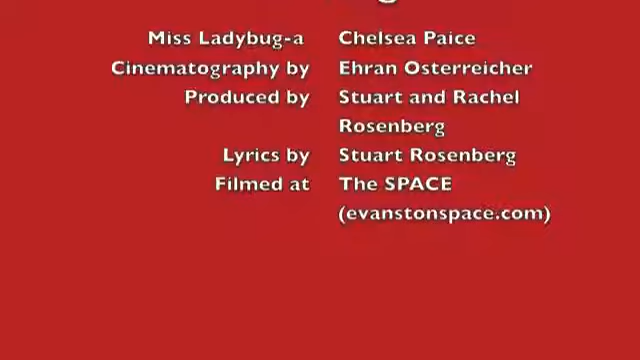 Miss Ladybug-a Chelsea Paice
Cinematography by Ehran Osterreicher
Produced by Stuart and Rachel
Rosenberg
Lyrics by Stuart Rosenberg
Filmed at The SPACE
(evanstonspace.com)